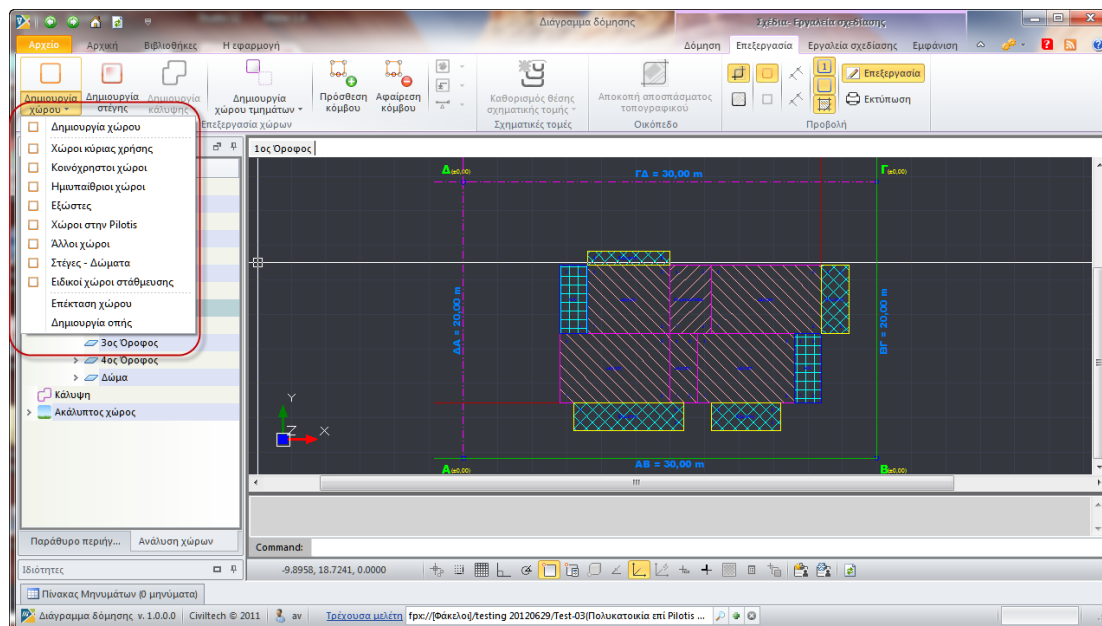 Διάγραμμα δόμησης
Σχέδια- Εργαλεία σχεδίασης
Αρχείο Αρχική Βιβλιοθήκες Η εφαρμογή Δόμηση Επεξεργασία Εργαλεία σχεδίασης Εμφάνιση
Δημιουργία χώρου
Δημιουργία στέγης
Δημιουργία κάλυψης
Δημιουργία χώρου τμημάτων
Πρόσθεση κόμβου
Αφαίρεση κόμβου
Καθορισμός θέσης σχηματικής τομής
Αποκοπή αποσπάσματος τοπογραφικού
Επεξεργασία
Εκτύπωση
Επεξεργασία χώρων Σχηματικές τομές Οικόπεδο Προβολή
Δημιουργία χώρου
Χώροι κύριας χρήσης
Κοινόχρηστοι χώροι
Ημιυπαίθριοι χώροι
Εξώστες
Χώροι στην Pilotis
Άλλοι χώροι
Στέγες - Δώματα
Ειδικοί χώροι στάθμευσης
Επέκταση χώρου
Δημιουργία οπής
3ος Όροφος
4ος Όροφος
Δώμα
Κάλυψη
Ακάλυπτος χώρος
1ος Όροφος
Δ(±0,00)
ΓΔ = 30,00 m
Γ(±0,00)
ΔΑ = 20,00 m
ΒΓ = 20,00 m
Y
Z
X
Α(±0,00)
ΑΒ = 30,00 m
Β(±0,00)
Παράθυρο περιήγ... Ανάλυση χώρων
Command:
Ιδιότητες
-9.8958, 18.7241, 0.0000
Πίνακας Μηνυμάτων (0 μηνύματα)
Διάγραμμα δόμησης v. 1.0.0.0 Civiltech © 2011 av Τρέχουσα μελέτη fpx://[Φάκελοι]/testing 20120629/Test-03(Πολυκατοικία επί Pilotis ...